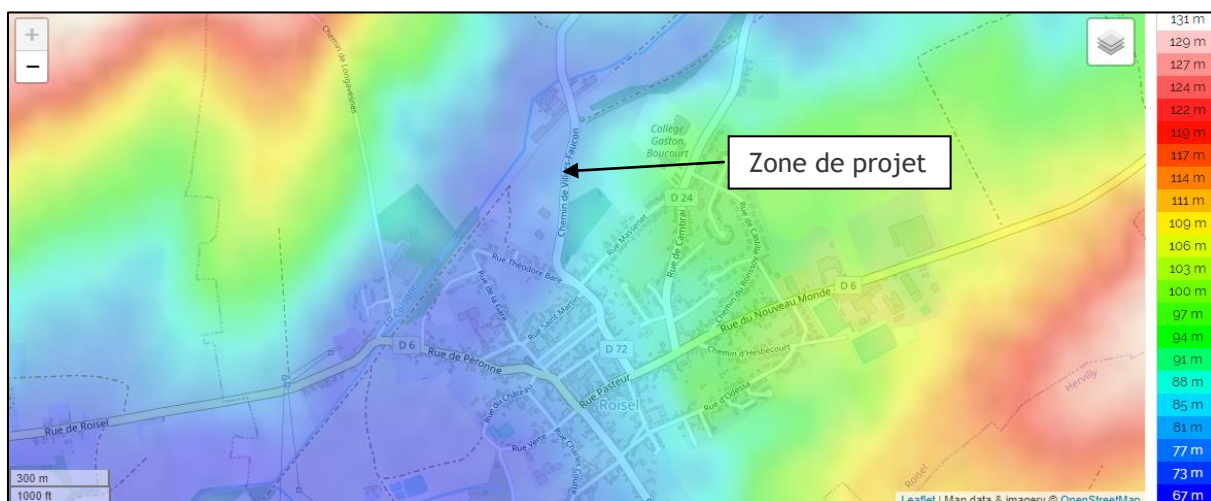 +
−
Chemin de Longavesnes
Chemin de Villers-Faucon
Collège
Gaston
Boucourt
Zone de projet
D 24
Rue Massenet
Rue de Cambrai
Rue de Castille
Chemin du Ronssoy
Rue Théodore Bare
Rue de la Gare
Rue Saint-Martin
La Cologne
D 6
Rue du Nouveau Monde
D 6
Rue de Péronne
D 72
Chemin d'Hesbécourt
Rue Pasteur
Rue du Château
Roisel
Rue d'Odessa
Hervilly
Rue de Roisel
Rue Verte
Roisel
300 m
1000 ft
Leaflet | Map data & imagery © OpenStreetMap
131 m
129 m
127 m
124 m
122 m
119 m
117 m
114 m
111 m
109 m
106 m
103 m
100 m
97 m
94 m
91 m
88 m
85 m
81 m
77 m
73 m
67 m